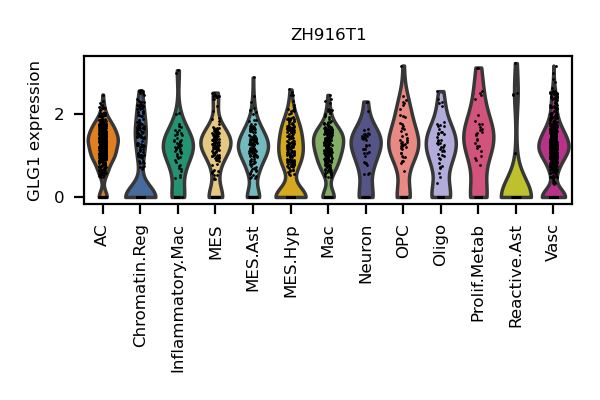 ZH916T1
GLG1 expression
2
0
AC
Chromatin.Reg
Inflammatory.Mac
MES
MES.Ast
MES.Hyp
Mac
Neuron
OPC
Oligo
Prolif.Metab
Reactive.Ast
Vasc